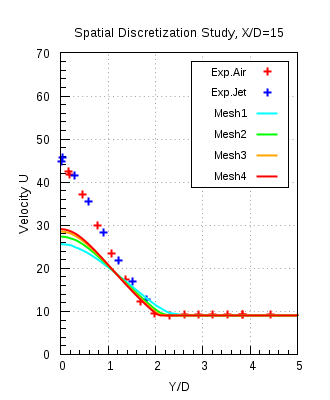 Spatial Discretization Study, X/D=15
70
60
50
40
30
20
10
0
Velocity U
Exp.Air
Exp.Jet
Mesh1
Mesh2
Mesh3
Mesh4
0 1 2 3 4 5
Y/D